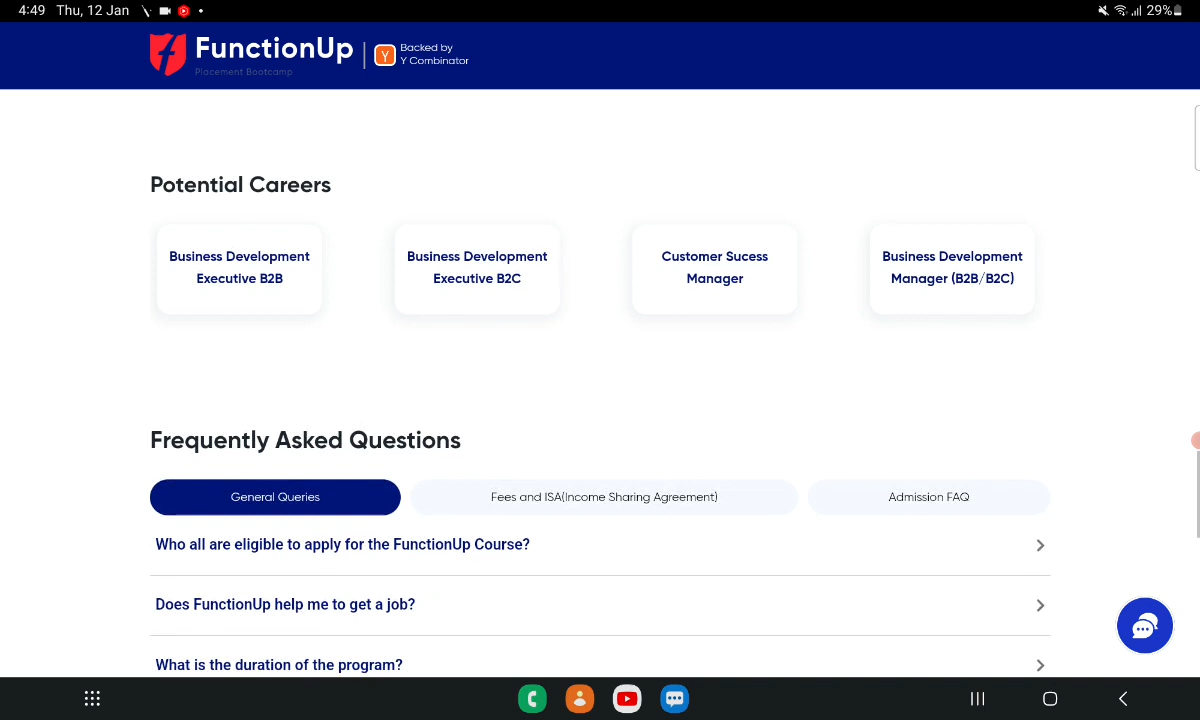 4:49 Thu, 12 Jan
29%
FunctionUp
Placement Bootcamp
Y
Backed by
Y Combinator
Potential Careers
Business Development
Executive B2B
Business Development
Executive B2C
Customer Sucess
Manager
Business Development
Manager (B2B/B2C)
Frequently Asked Questions
General Queries
Fees and ISA(Income Sharing Agreement)
Admission FAQ
Who all are eligible to apply for the FunctionUp Course?
Does FunctionUp help me to get a job?
What is the duration of the program?